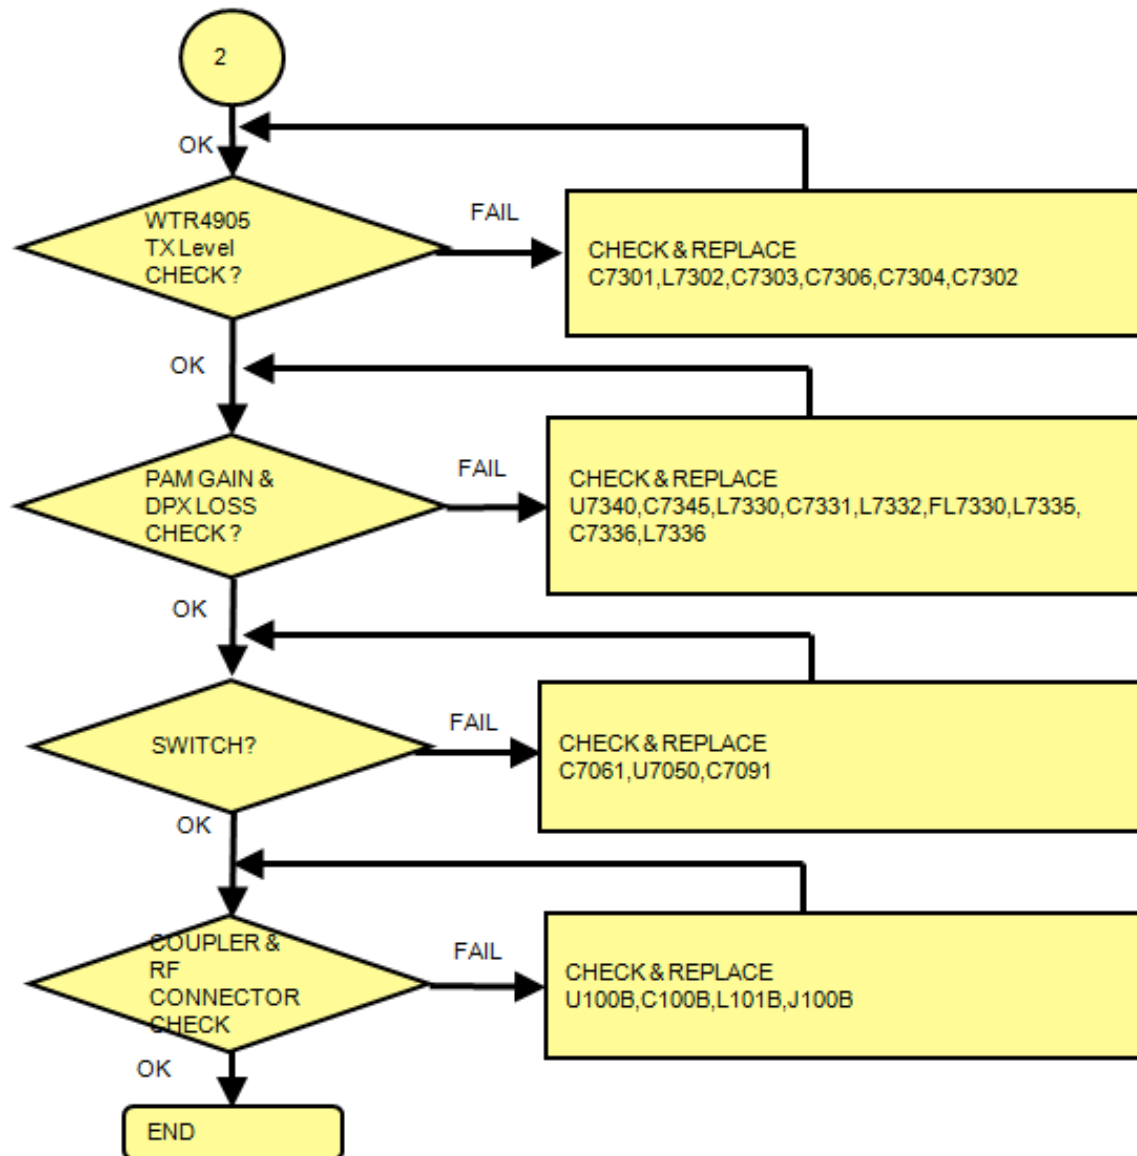 2
OK
WTR4905
TX Level
CHECK ?
FAIL
CHECK & REPLACE
C7301,L7302,C7303,C7306,C7304,C7302
OK
PAM GAIN &
DPX LOSS
CHECK ?
FAIL
CHECK & REPLACE
U7340,C7345,L7330,C7331,L7332,FL7330,L7335,
C7336,L7336
OK
SWITCH?
FAIL
CHECK & REPLACE
C7061,U7050,C7091
OK
COUPLER &
RF
CONNECTOR
CHECK
FAIL
CHECK & REPLACE
U100B,C100B,L101B,J100B
OK
END